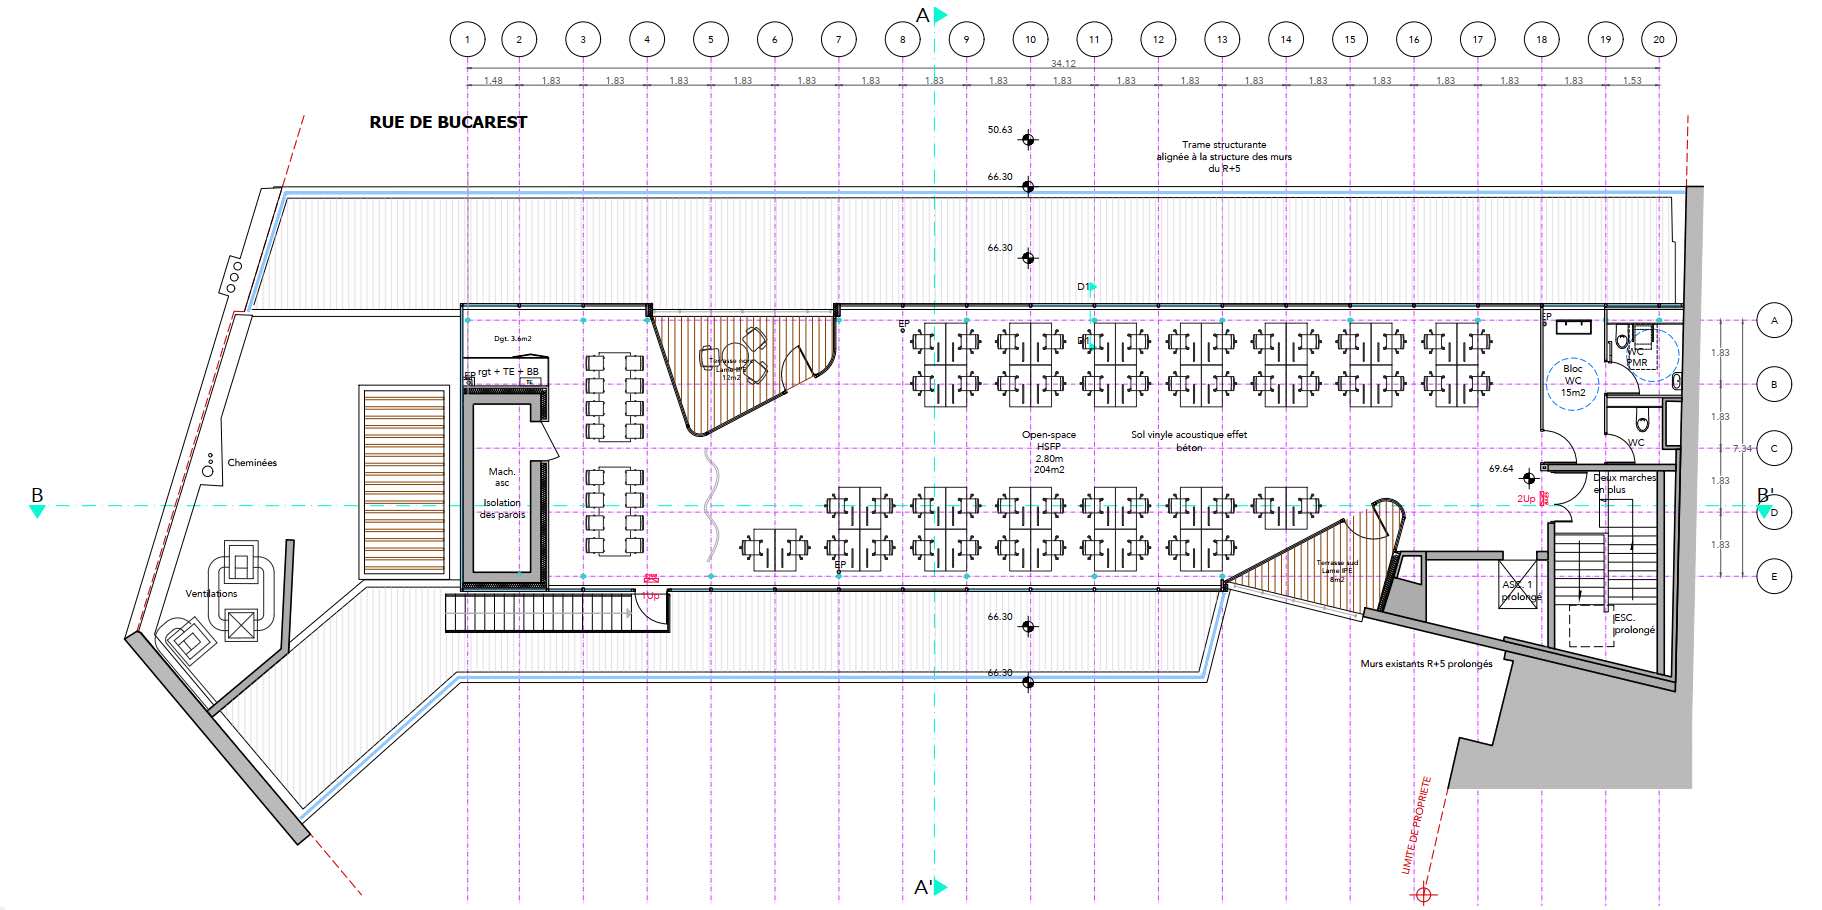 A
1 2 3 4 5 6 7 8 9 10 11 12 13 14 15 16 17 18 19 20
34.12
1.48 1.83 1.83 1.83 1.83 1.83 1.83 1.83 1.83 1.83 1.83 1.83 1.83 1.83 1.83 1.83 1.83 1.83 1.53
RUE DE BUCAREST
50.63
Trame structurante
alignée à la structure des murs
du R+5
66.30
66.30
D1
EP
EP
A
Dgt. 3.6m2
1.83
WC
PMR
Terrasse
Lame IPE
12m2
rgt + TE + BB
TE
EP
Bloc
WC
15m2
B
1.83
Open-space
HSFP
2.80m
204m2
Sol vinyle acoustique effet
béton
WC
7.34
C
Cheminées
Mach.
asc
Isolation
des parois
69.64
Deux marches
en plus
1.83
2Up
B
B'
D
1.83
EP
Terrasse sud
Lame IPE
8m2
E
Ventilations
1Up
ASC. 1
prolongé
66.30
ESC.
prolongé
Murs existants R+5 prolongés
66.30
LIMITE DE PROPRIETE
A'